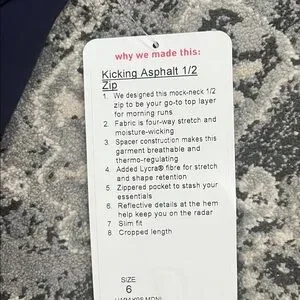 why we made this:
Kicking Asphalt 1/2
Zip
1. We designed this mock-neck 1/2
zip to be your go-to top layer
for morning runs
2. Fabric is four-way stretch and
moisture-wicking
3. Spacer construction makes this
garment breathable and
thermo-regulating
4. Added Lycra® fibre for stretch
and shape retention
5. Zippered pocket to stash your
essentials
6. Reflective details at the hem
help keep you on the radar
7 Slim fit
8. Cropped length
SIZE
6